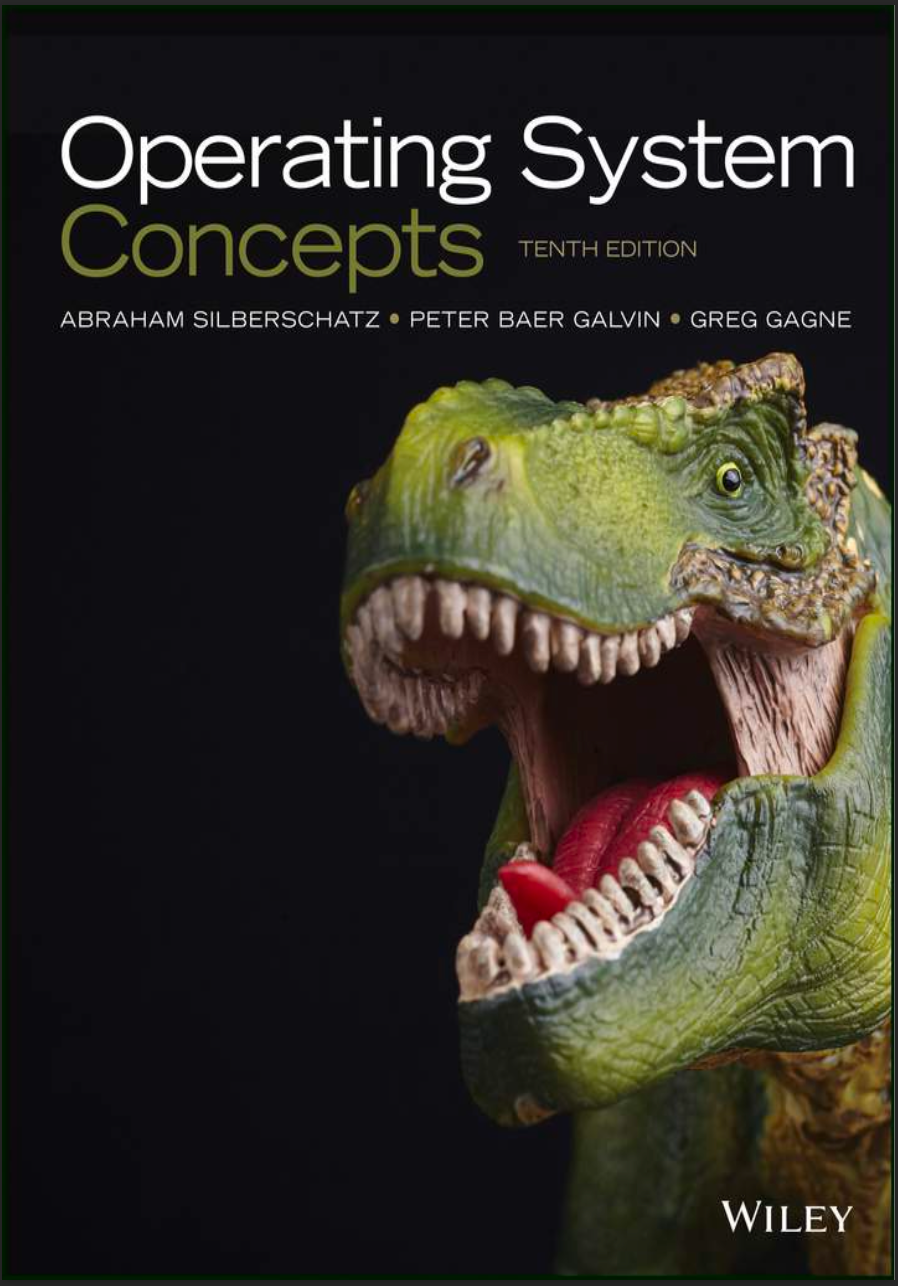 Operating System
Concepts TENTH EDITION
ABRAHAM SILBERSCHATZ • PETER BAER GALVIN • GREG GAGNE
WILEY